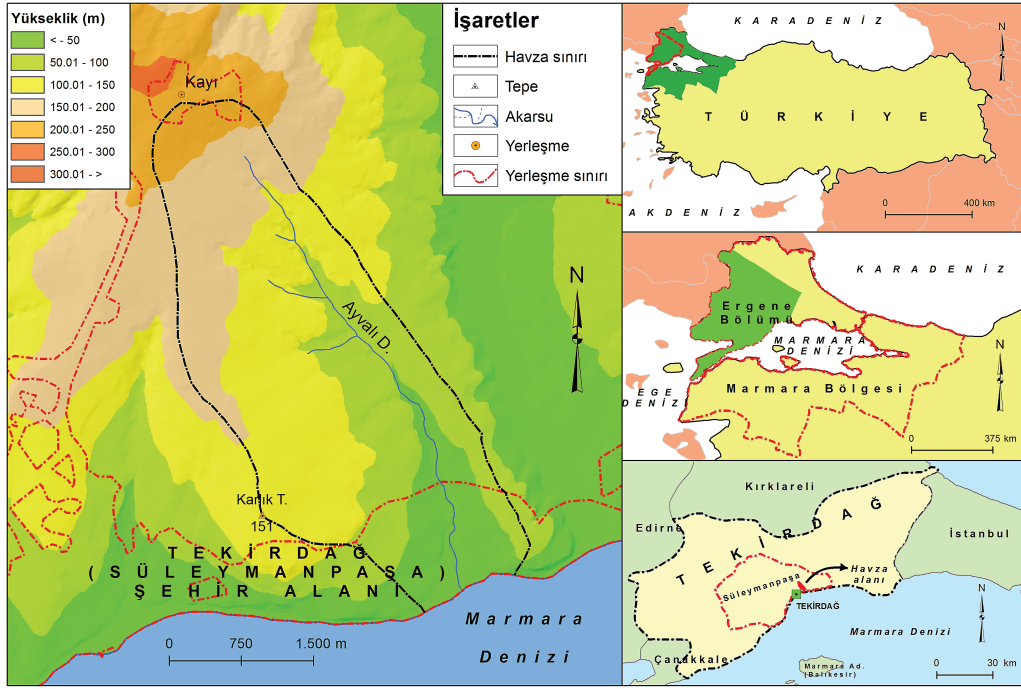 Yükseklik (m)
< - 50
50.01 - 100
100.01 - 150
150.01 - 200
200.01 - 250
250.01 - 300
300.01 - >
Kayı
Ayvalı D.
Karlık T.
151
TEKİRDAĞ
(SÜLEYMANPAŞA)
ŞEHİR ALANI
Marmara
Denizi
0 750 1.500 m
N
İşaretler
Havza sınırı
Tepe
Akarsu
Yerleşme
Yerleşme sınırı
KARADENİZ
N
TÜRKİYE
AKDENİZ
0 400 km
KARADENİZ
Ergene
Bölümü
MARMARA
DENİZİ
N
Marmara Bölgesi
EGE
DENİZİ
0 375 km
Kırklareli
Edirne
TEKİRDAĞ
İstanbul
Süleymanpaşa
Havza
alanı
TEKİRDAĞ
N
Marmara Denizi
Çanakkale
Marmara Ad.
(Balıkesir)
0 30 km